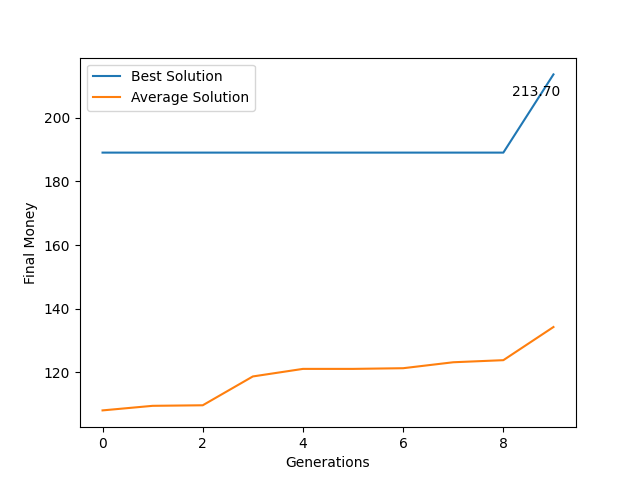 Best Solution
Average Solution
213.70
200
180
160
140
120
Final Money
0 2 4 6 8
Generations